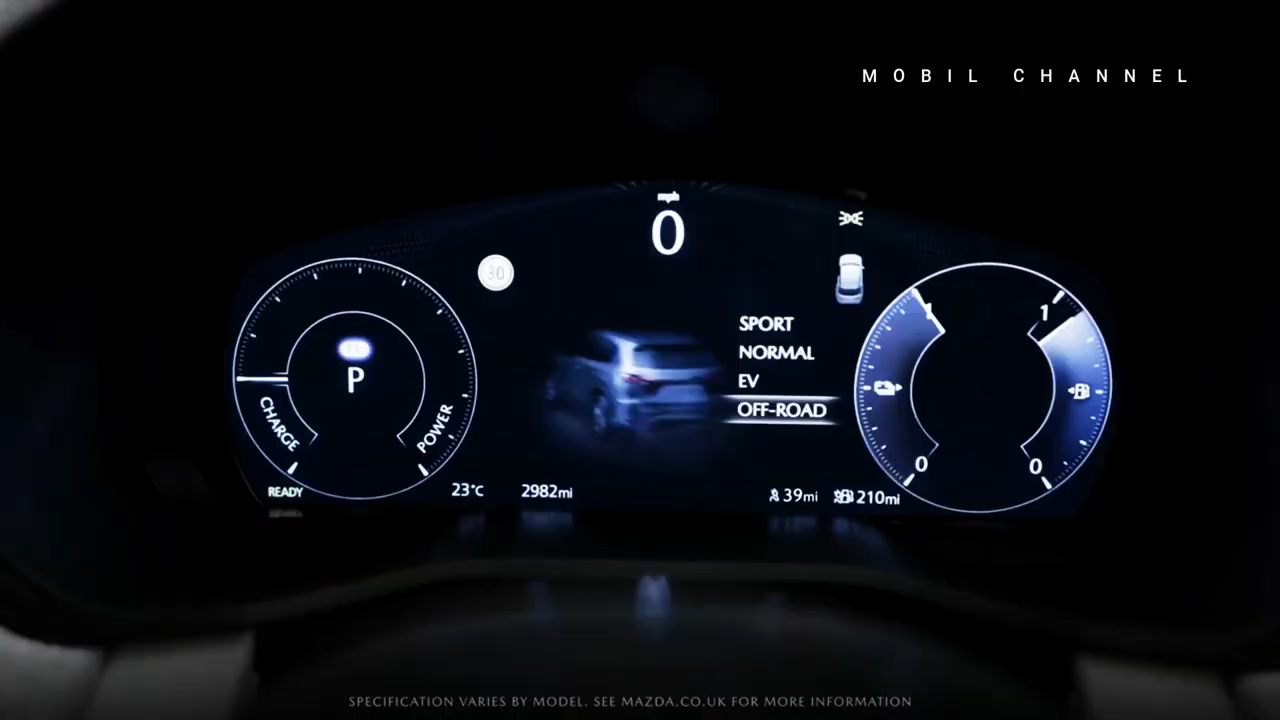 MOBIL CHANNEL
mph
0
30
SPORT
NORMAL
EV
OFF-ROAD
P
CHARGE
POWER
READY
23°C
2982mi
39mi
210mi
1
1
0
0
SPECIFICATION VARIES BY MODEL. SEE MAZDA.CO.UK FOR MORE INFORMATION